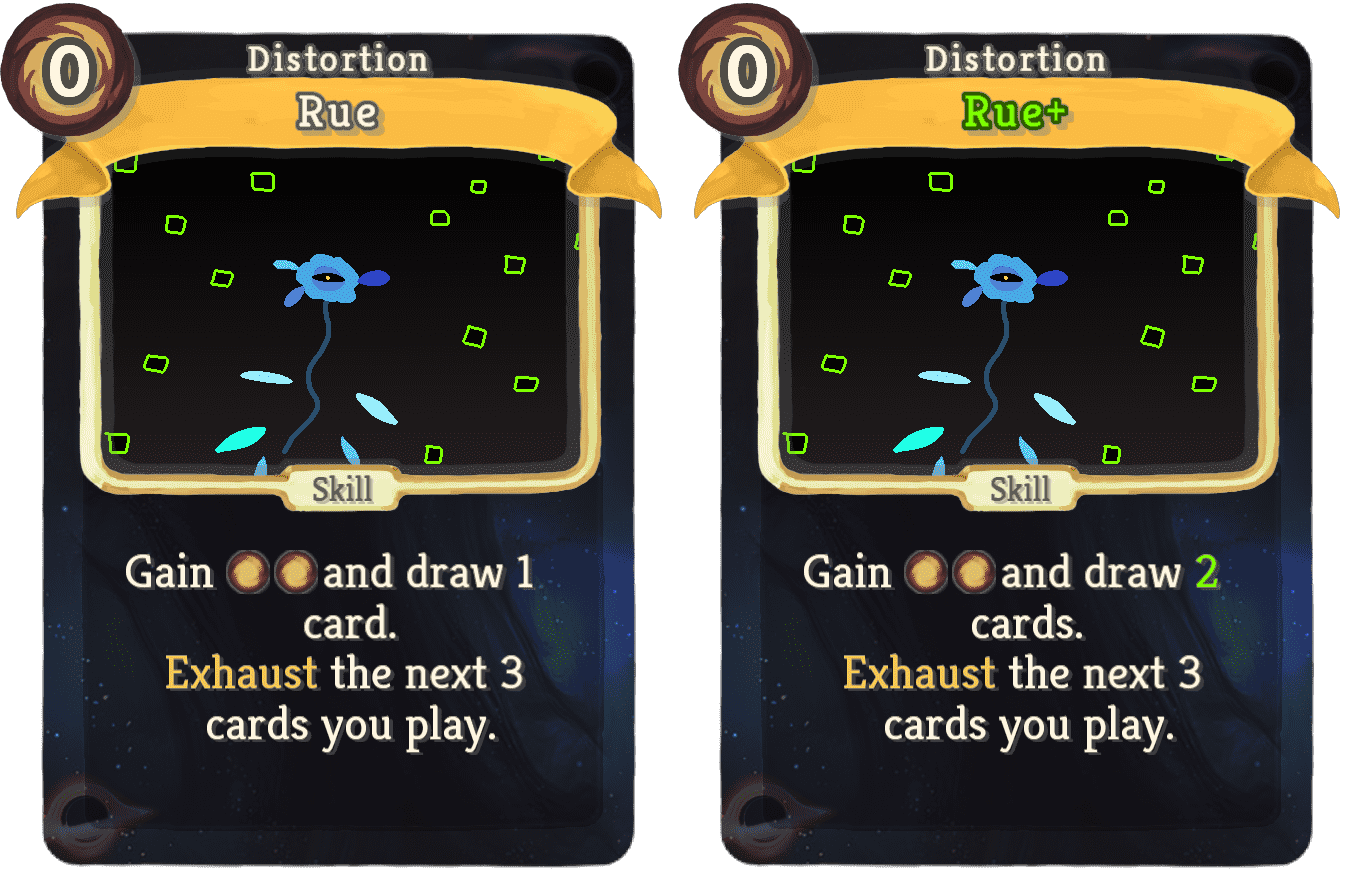 0
Distortion
Rue
Skill
Gain and draw 1
card.
Exhaust the next 3
cards you play.
0
Distortion
Rue+
Skill
Gain and draw 2
cards.
Exhaust the next 3
cards you play.